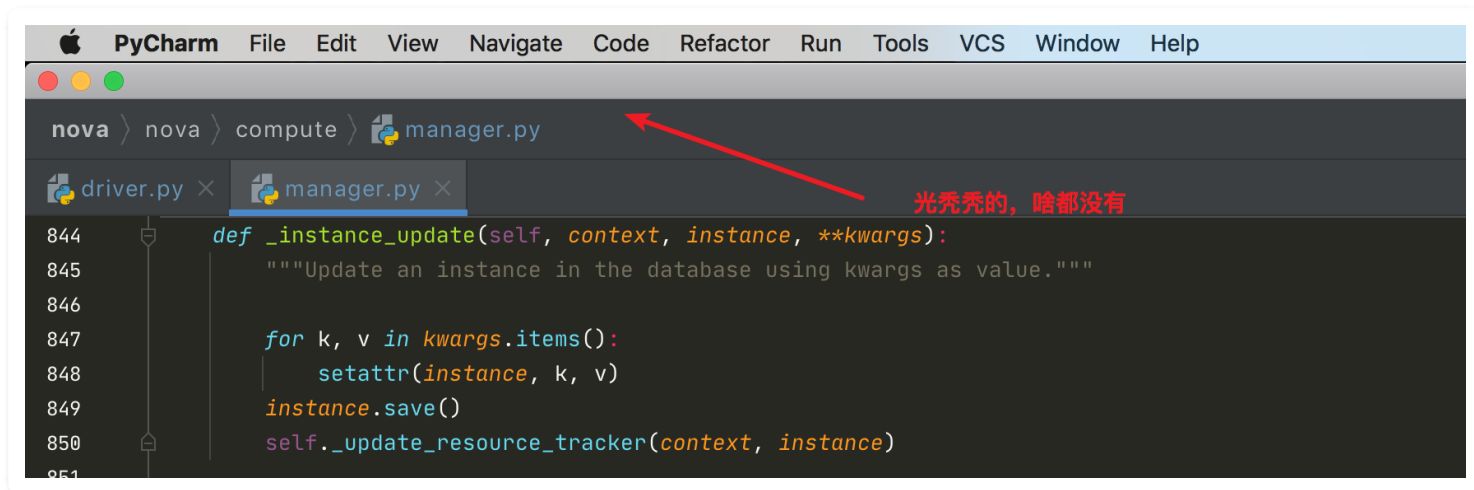 PyCharm File Edit View Navigate Code Refactor Run Tools VCS Window Help
nova 〉 nova 〉 compute 〉 manager.py
driver.py × manager.py ×
光秃秃的，啥都没有
844 def _instance_update(self, context, instance, **kwargs):
845 """Update an instance in the database using kwargs as value."""
846
847 for k, v in kwargs.items():
848 setattr(instance, k, v)
849 instance.save()
850 self._update_resource_tracker(context, instance)
851